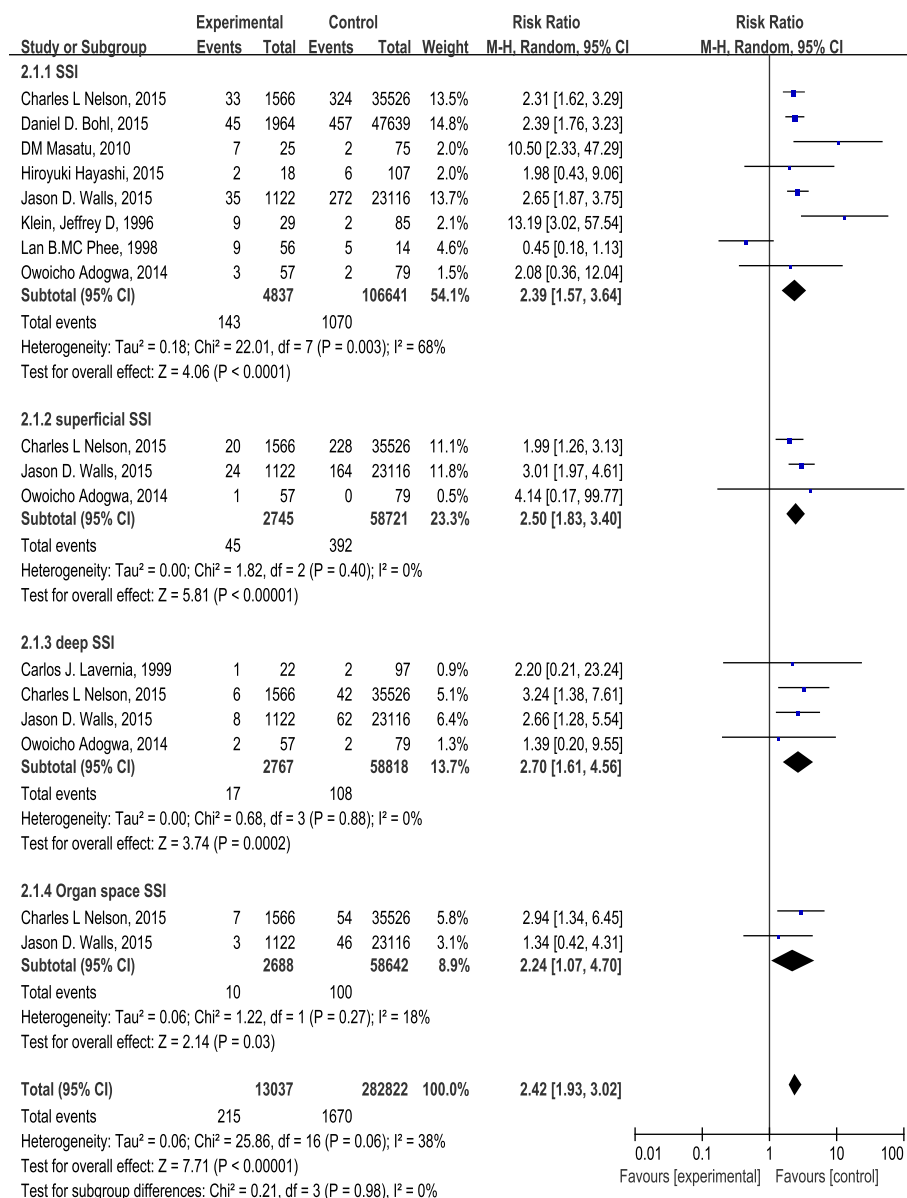 Experimental Control Risk Ratio Risk Ratio
Study or Subgroup Events Total Events Total Weight M-H, Random, 95% CI M-H, Random, 95% CI
2.1.1 SSI
Charles L Nelson, 2015 33 1566 324 35526 13.5% 2.31 [1.62, 3.29]
Daniel D. Bohl, 2015 45 1964 457 47639 14.8% 2.39 [1.76, 3.23]
DM Masatu, 2010 7 25 2 75 2.0% 10.50 [2.33, 47.29]
Hiroyuki Hayashi, 2015 2 18 6 107 2.0% 1.98 [0.43, 9.06]
Jason D. Walls, 2015 35 1122 272 23116 13.7% 2.65 [1.87, 3.75]
Klein, Jeffrey D, 1996 9 29 2 85 2.1% 13.19 [3.02, 57.54]
Lan B.MC Phee, 1998 9 56 5 14 4.6% 0.45 [0.18, 1.13]
Owoicho Adogwa, 2014 3 57 2 79 1.5% 2.08 [0.36, 12.04]
Subtotal (95% CI) 4837 106641 54.1% 2.39 [1.57, 3.64]
Total events 143 1070
Heterogeneity: Tau² = 0.18; Chi² = 22.01, df = 7 (P = 0.003); I² = 68%
Test for overall effect: Z = 4.06 (P < 0.0001)
2.1.2 superficial SSI
Charles L Nelson, 2015 20 1566 228 35526 11.1% 1.99 [1.26, 3.13]
Jason D. Walls, 2015 24 1122 164 23116 11.8% 3.01 [1.97, 4.61]
Owoicho Adogwa, 2014 1 57 0 79 0.5% 4.14 [0.17, 99.77]
Subtotal (95% CI) 2745 58721 23.3% 2.50 [1.83, 3.40]
Total events 45 392
Heterogeneity: Tau² = 0.00; Chi² = 1.82, df = 2 (P = 0.40); I² = 0%
Test for overall effect: Z = 5.81 (P < 0.00001)
2.1.3 deep SSI
Carlos J. Lavernia, 1999 1 22 2 97 0.9% 2.20 [0.21, 23.24]
Charles L Nelson, 2015 6 1566 42 35526 5.1% 3.24 [1.38, 7.61]
Jason D. Walls, 2015 8 1122 62 23116 6.4% 2.66 [1.28, 5.54]
Owoicho Adogwa, 2014 2 57 2 79 1.3% 1.39 [0.20, 9.55]
Subtotal (95% CI) 2767 58818 13.7% 2.70 [1.61, 4.56]
Total events 17 108
Heterogeneity: Tau² = 0.00; Chi² = 0.68, df = 3 (P = 0.88); I² = 0%
Test for overall effect: Z = 3.74 (P = 0.0002)
2.1.4 Organ space SSI
Charles L Nelson, 2015 7 1566 54 35526 5.8% 2.94 [1.34, 6.45]
Jason D. Walls, 2015 3 1122 46 23116 3.1% 1.34 [0.42, 4.31]
Subtotal (95% CI) 2688 58642 8.9% 2.24 [1.07, 4.70]
Total events 10 100
Heterogeneity: Tau² = 0.06; Chi² = 1.22, df = 1 (P = 0.27); I² = 18%
Test for overall effect: Z = 2.14 (P = 0.03)
Total (95% CI) 13037 282822 100.0% 2.42 [1.93, 3.02]
Total events 215 1670
Heterogeneity: Tau² = 0.06; Chi² = 25.86, df = 16 (P = 0.06); I² = 38%
Test for overall effect: Z = 7.71 (P < 0.00001)
Test for subgroup differences: Chi² = 0.21, df = 3 (P = 0.98), I² = 0%
0.01 0.1 1 10 100
Favours [experimental] Favours [control]